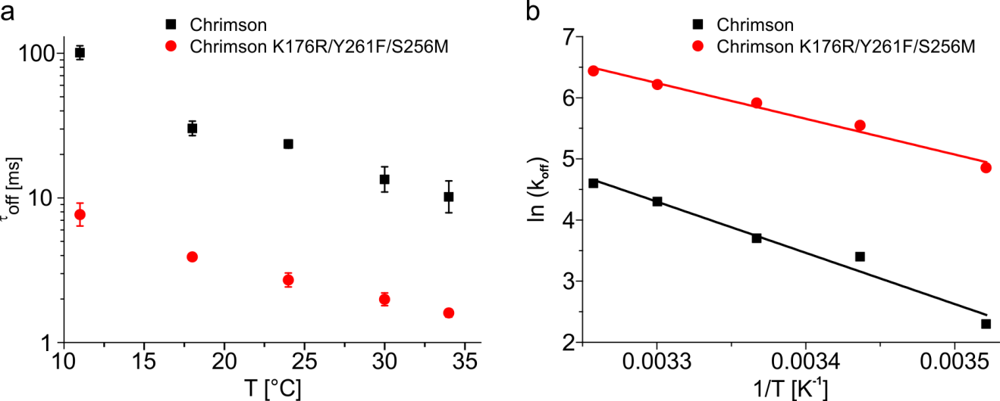 a
Chrimson
Chrimson K176R/Y261F/S256M
100
10
1
τoff [ms]
10 15 20 25 30 35
T [°C]
b
Chrimson
Chrimson K176R/Y261F/S256M
7
6
5
4
3
2
ln (koff)
0.0033 0.0034 0.0035
1/T [K⁻¹]